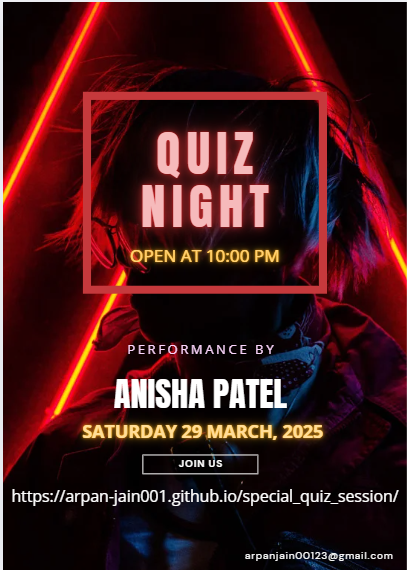 QUIZ
NIGHT
OPEN AT 10:00 PM
PERFORMANCE BY
ANISHA PATEL
SATURDAY 29 MARCH, 2025
JOIN US
https://arpan-jain001.github.io/special_quiz_session/
arpanjain00123@gmail.com